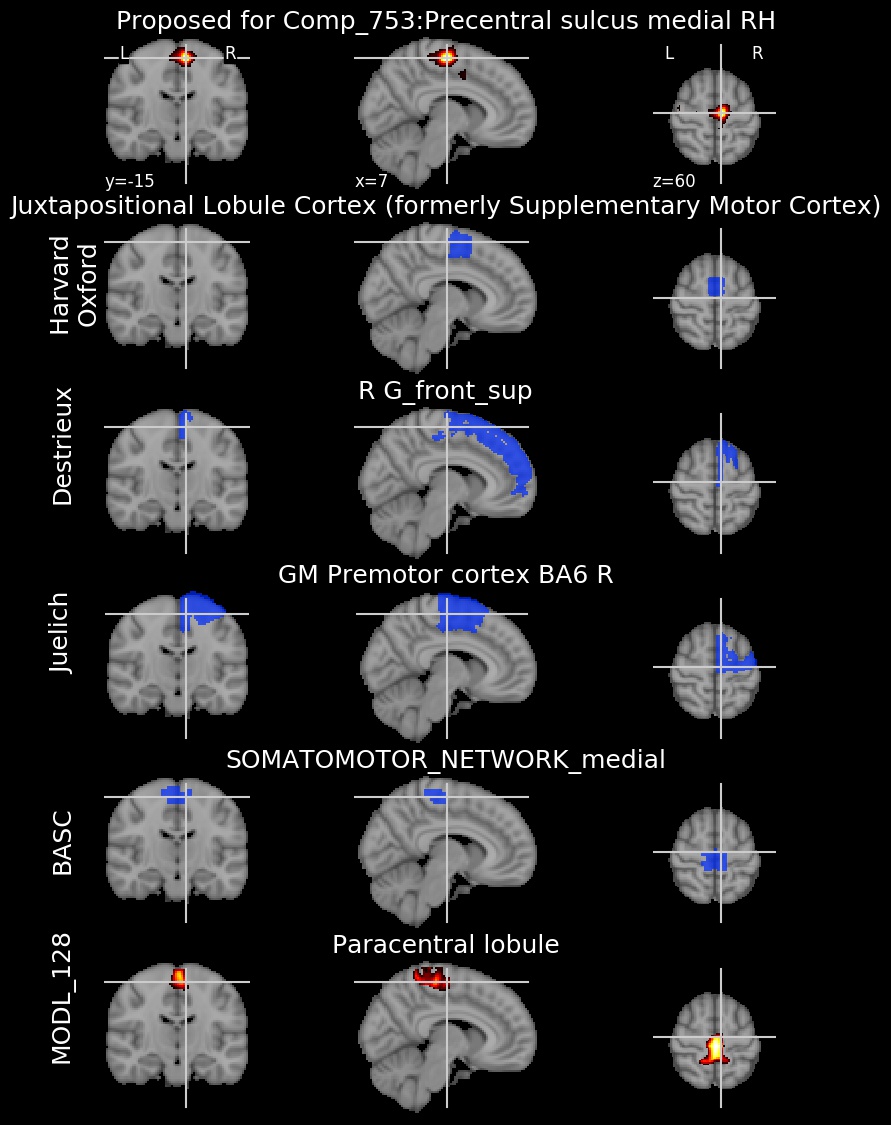 Proposed for Comp_753:Precentral sulcus medial RH
L R L R
y=-15 x=7 z=60
Juxtapositional Lobule Cortex (formerly Supplementary Motor Cortex)
Harvard
Oxford
R G_front_sup
Destrieux
GM Premotor cortex BA6 R
Juelich
SOMATOMOTOR_NETWORK_medial
BASC
Paracentral lobule
MODL_128